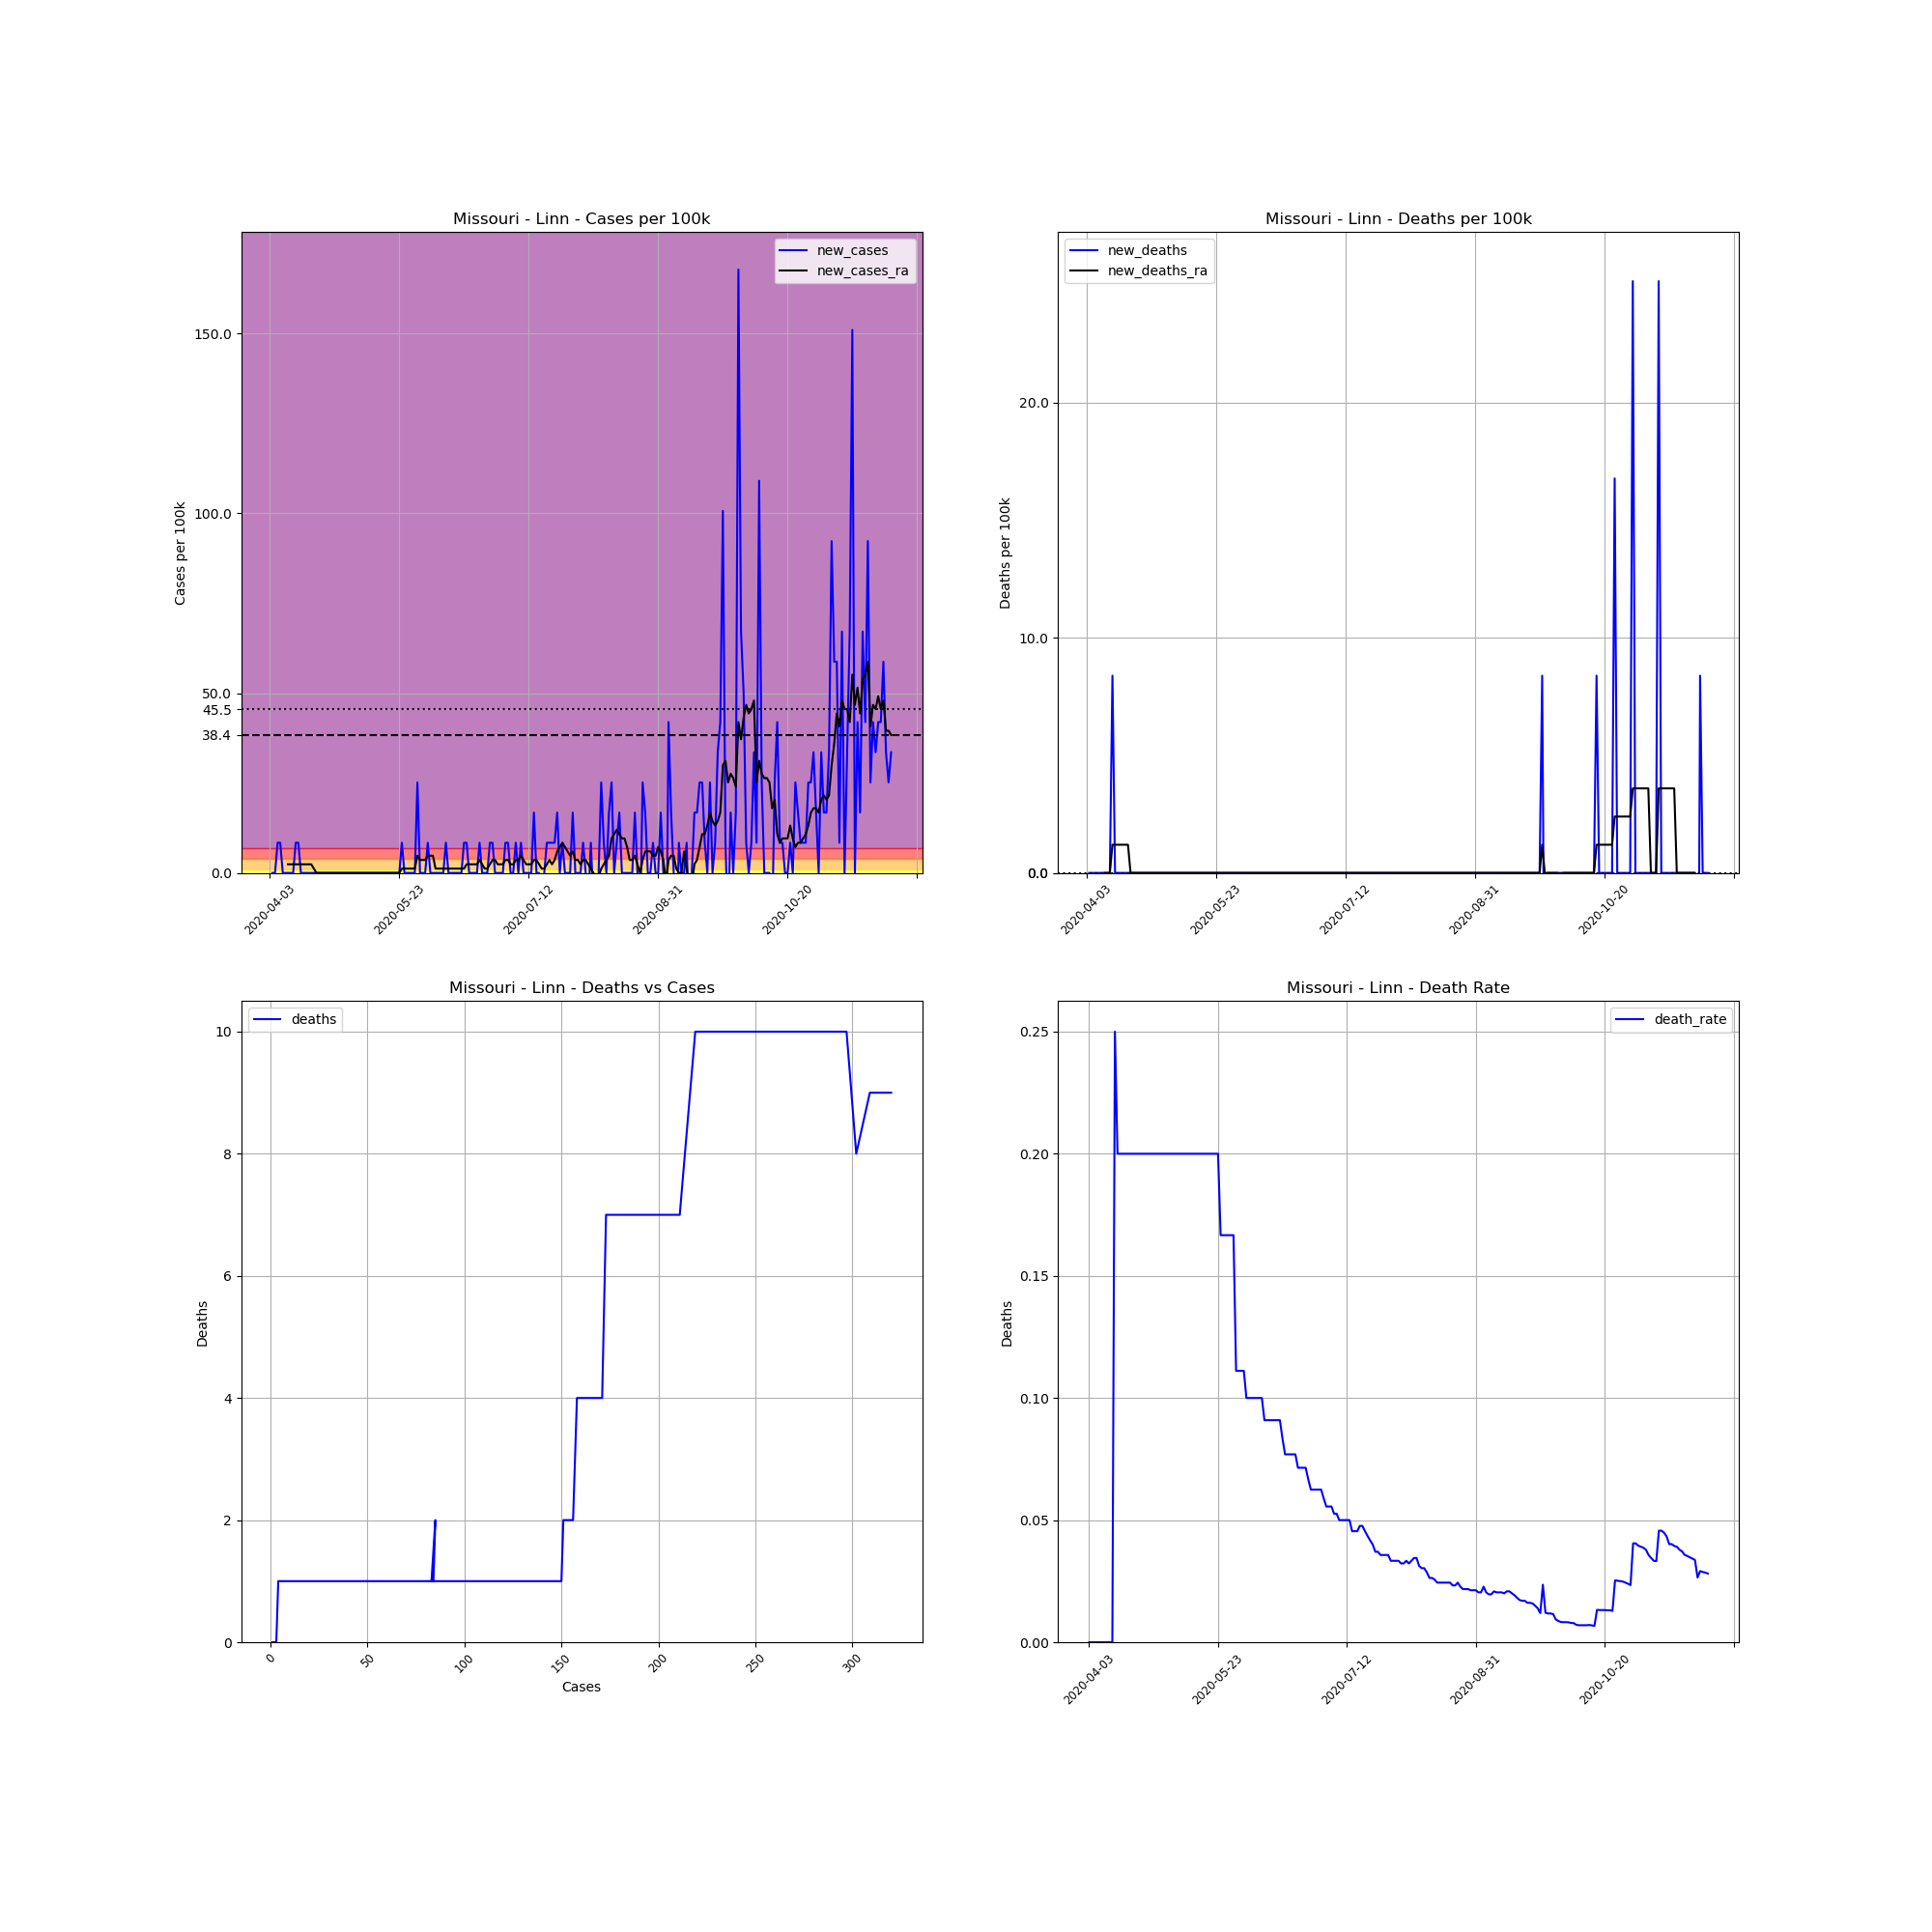 Missouri - Linn - Cases per 100k
new_cases
new_cases_ra
Cases per 100k
150.0
100.0
50.0
45.5
38.4
0.0
2020-04-03
2020-05-23
2020-07-12
2020-08-31
2020-10-20
Missouri - Linn - Deaths per 100k
new_deaths
new_deaths_ra
Deaths per 100k
20.0
10.0
0.0
2020-04-03
2020-05-23
2020-07-12
2020-08-31
2020-10-20
Missouri - Linn - Deaths vs Cases
deaths
Deaths
10
8
6
4
2
0
0
50
100
150
200
250
300
Cases
Missouri - Linn - Death Rate
death_rate
Deaths
0.25
0.20
0.15
0.10
0.05
0.00
2020-04-03
2020-05-23
2020-07-12
2020-08-31
2020-10-20